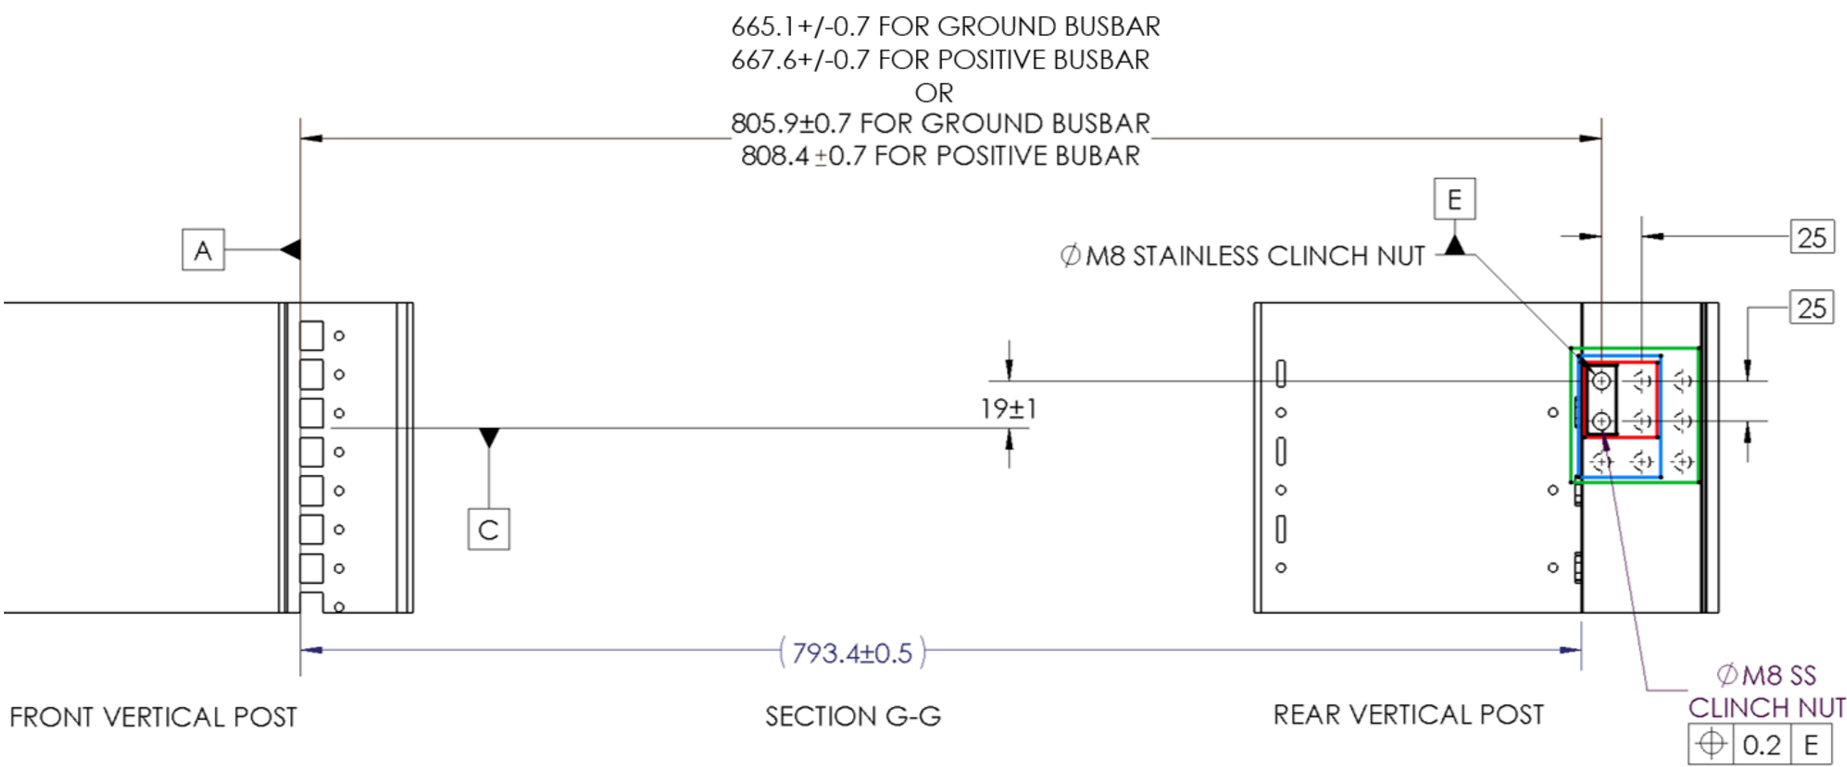 665.1+/-0.7 FOR GROUND BUSBAR
667.6+/-0.7 FOR POSITIVE BUSBAR
OR
805.9±0.7 FOR GROUND BUSBAR
808.4 ±0.7 FOR POSITIVE BUBAR
E
A
∅ M8 STAINLESS CLINCH NUT
25
25
19±1
C
(793.4±0.5)
∅ M8 SS
CLINCH NUT
⌖ 0.2 E
FRONT VERTICAL POST
SECTION G-G
REAR VERTICAL POST